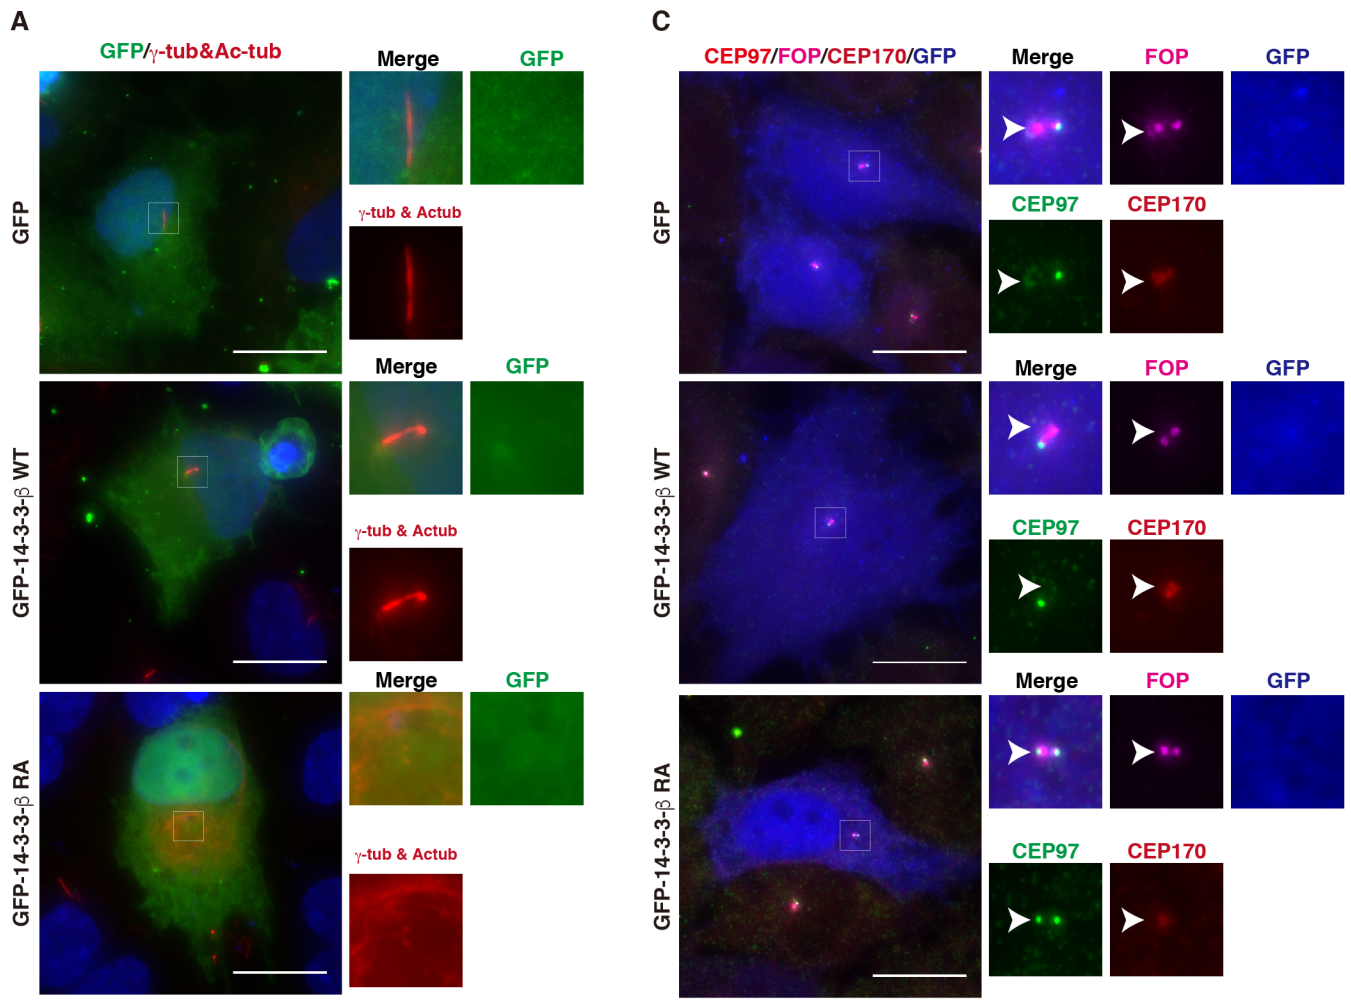 A
GFP/γ-tub&Ac-tub
Merge
GFP
γ-tub & Actub
GFP
Merge
GFP
γ-tub & Actub
GFP-14-3-3-β WT
Merge
GFP
γ-tub & Actub
GFP-14-3-3-β RA
C
CEP97/FOP/CEP170/GFP
Merge
FOP
GFP
CEP97
CEP170
GFP
Merge
FOP
GFP
CEP97
CEP170
GFP-14-3-3-β WT
Merge
FOP
GFP
CEP97
CEP170
GFP-14-3-3-β RA